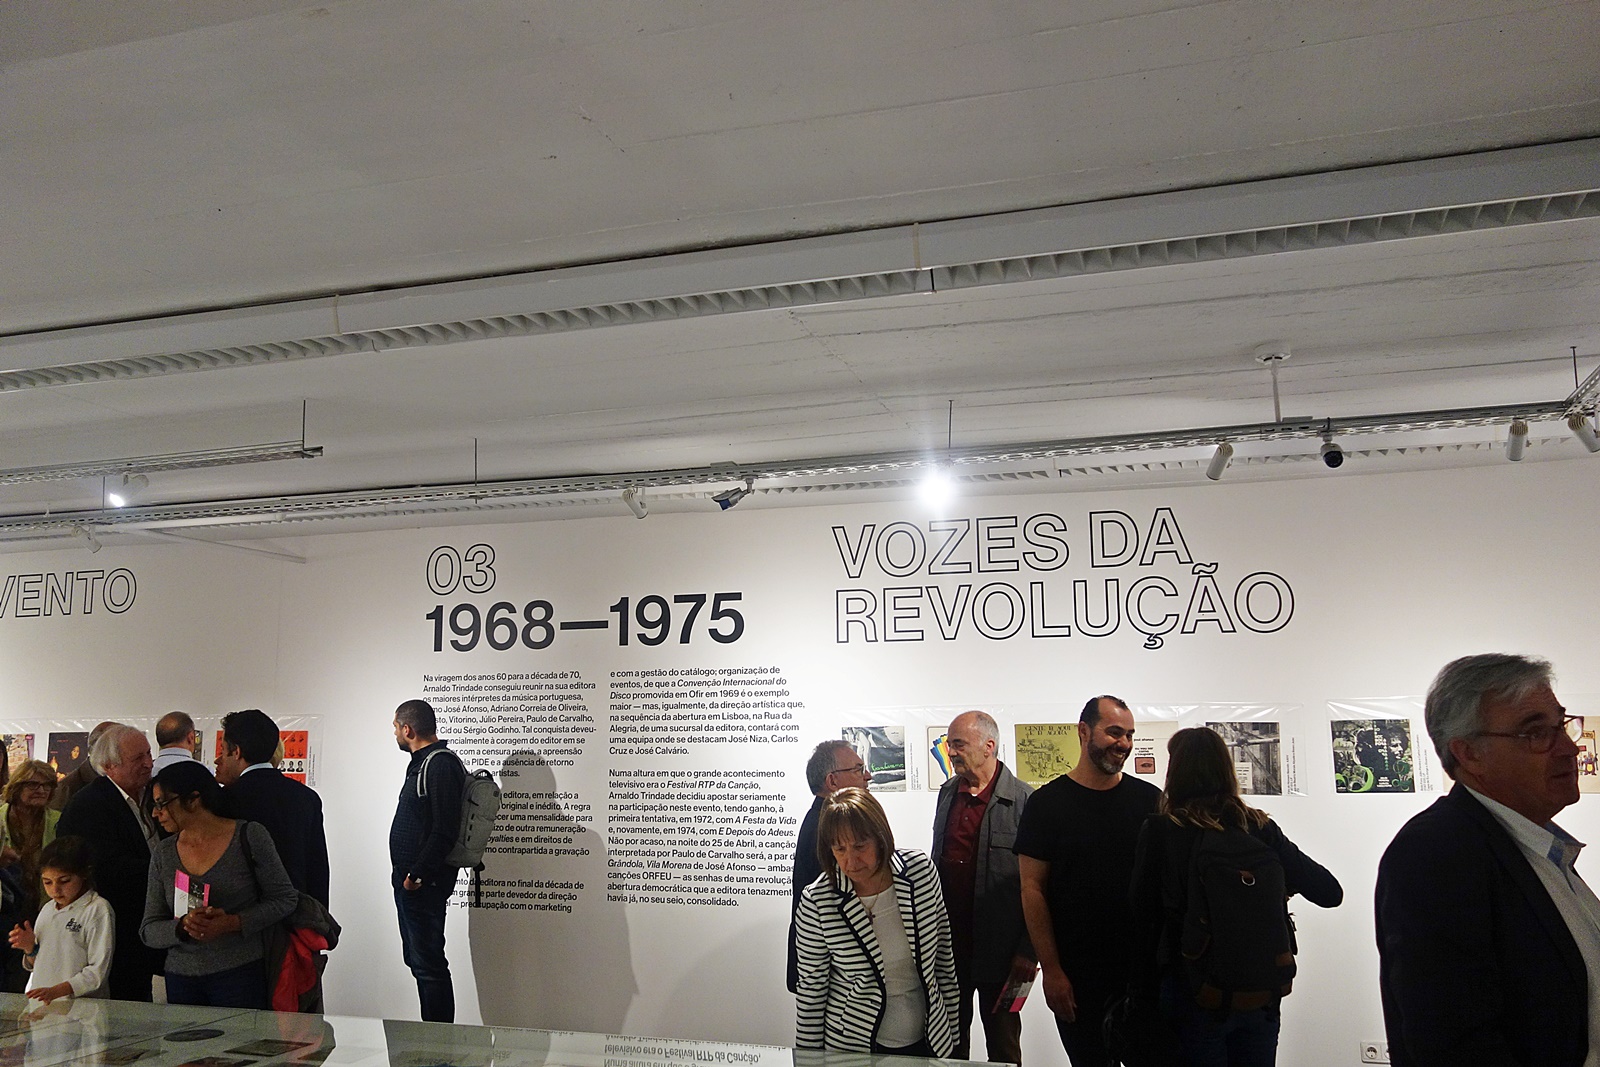 VENTO
03
1968—1975
VOZES DA
REVOLUÇÃO
Na viragem dos anos 60 para a década de 70,
Arnaldo Trindade conseguiu reunir na sua editora
os maiores intérpretes da música portuguesa,
José Afonso, Adriano Correia de Oliveira,
Vitorino, Júlio Pereira, Paulo de Carvalho,
Cid ou Sérgio Godinho. Tal conquista deveu-
à coragem do editor em se
com a censura prévia, a apreensão
PIDE e a ausência de retorno
artistas.
editora, em relação a
original e inédito. A regra
uma mensalidade para
de outra remuneração
e em direitos de
contrapartida a gravação
editora no final da década de
grande parte devedor da direção
— preocupação com o marketing
e com a gestão do catálogo; organização de
eventos, de que a Convenção Internacional do
Disco promovida em Ofir em 1969 é o exemplo
maior — mas, igualmente, da direção artística que,
na sequência da abertura em Lisboa, na Rua da
Alegria, de uma sucursal da editora, contará com
uma equipa onde se destacam José Niza, Carlos
Cruz e José Calvário.
Numa altura em que o grande acontecimento
televisivo era o Festival RTP da Canção,
Arnaldo Trindade decidiu apostar seriamente
na participação neste evento, tendo ganho, à
primeira tentativa, em 1972, com A Festa da Vida
e, novamente, em 1974, com E Depois do Adeus.
Não por acaso, na noite do 25 de Abril, a canção
interpretada por Paulo de Carvalho será, a par d
Grândola, Vila Morena de José Afonso — ambas
canções ORFEU — as senhas de uma revolução
abertura democrática que a editora tenazment
havia já, no seu seio, consolidado.